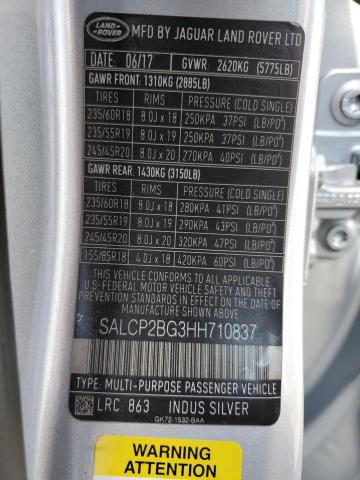 LAND ROVER
MFD BY JAGUAR LAND ROVER LTD
DATE: 06/17 GVWR: 2620KG (5775LB)
GAWR FRONT: 1310KG (2885LB)
TIRES RIMS PRESSURE (COLD SINGLE)
235/60R18 8.0J x 18 250KPA 37PSI (LB/PO²)
235/55R19 8.0J x 19 250KPA 37PSI (LB/PO²)
245/45R20 8.0J x 20 270KPA 40PSI (LB/PO²)
GAWR REAR: 1430KG (3150LB)
TIRES RIMS PRESSURE (COLD SINGLE)
235/60R18 8.0J x 18 280KPA 41PSI (LB/PO²)
235/55R19 8.0J x 19 290KPA 43PSI (LB/PO²)
245/45R20 8.0J x 20 320KPA 47PSI (LB/PO²)
155/85R18 4.0J x 18 420KPA 60PSI (LB/PO²)
THIS VEHICLE CONFORMS TO ALL APPLICABLE
U.S. FEDERAL MOTOR VEHICLE SAFETY
STANDARDS IN EFFECT ON THE DATE OF
MANUFACTURE SHOWN ABOVE.
SALCP2BG3HH710837
TYPE: MULTI-PURPOSE PASSENGER VEHICLE
LRC: 863 INDUS SILVER
GK72-1532-BAA
WARNING
ATTENTION